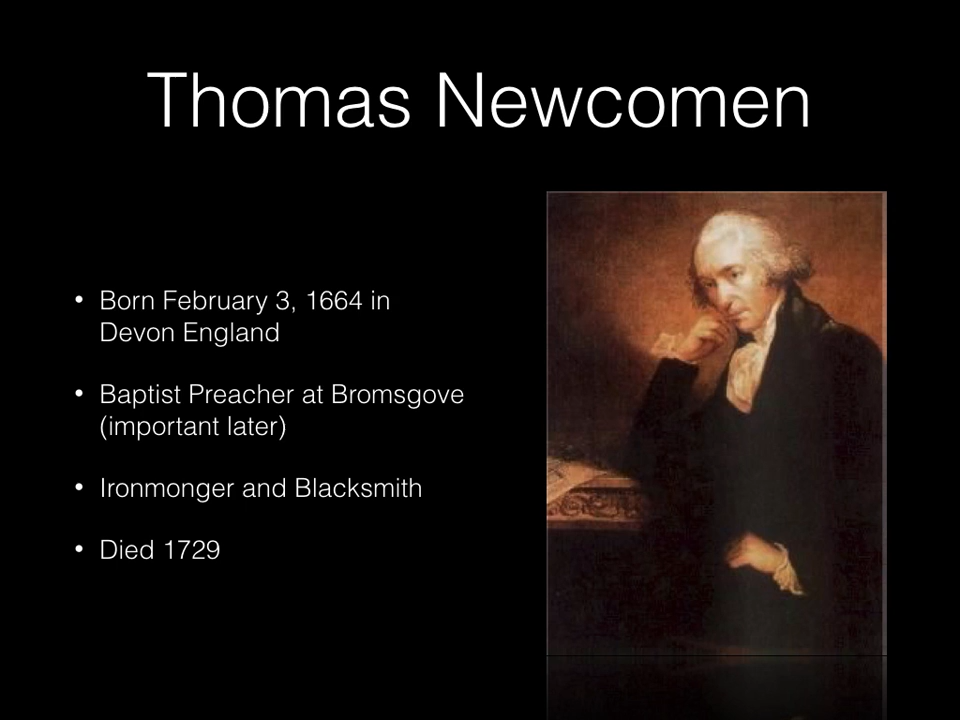 Thomas Newcomen
• Born February 3, 1664 in
Devon England
• Baptist Preacher at Bromsgove
(important later)
• Ironmonger and Blacksmith
• Died 1729